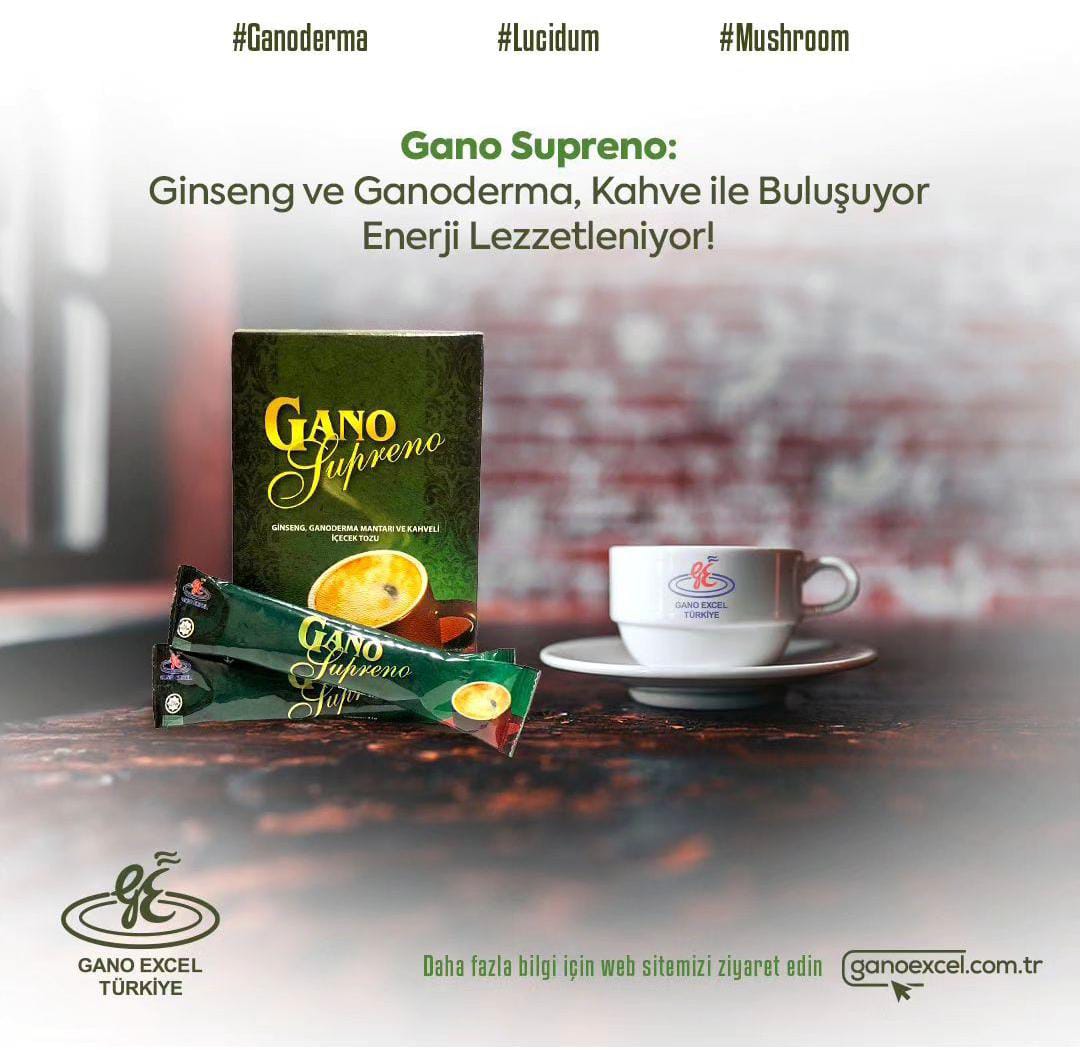 #Ganoderma #Lucidum #Mushroom
Gano Supreno:
Ginseng ve Ganoderma, Kahve ile Buluşuyor
Enerji Lezzetleniyor!
GANO
Supreno
GİNSENG, GANODERMA MANTARI VE KAHVELİ
İÇECEK TOZU
GANO
Supreno
GANO EXCEL
TÜRKİYE
GANO EXCEL
TÜRKİYE
Daha fazla bilgi için web sitemizi ziyaret edin ganoexcel.com.tr